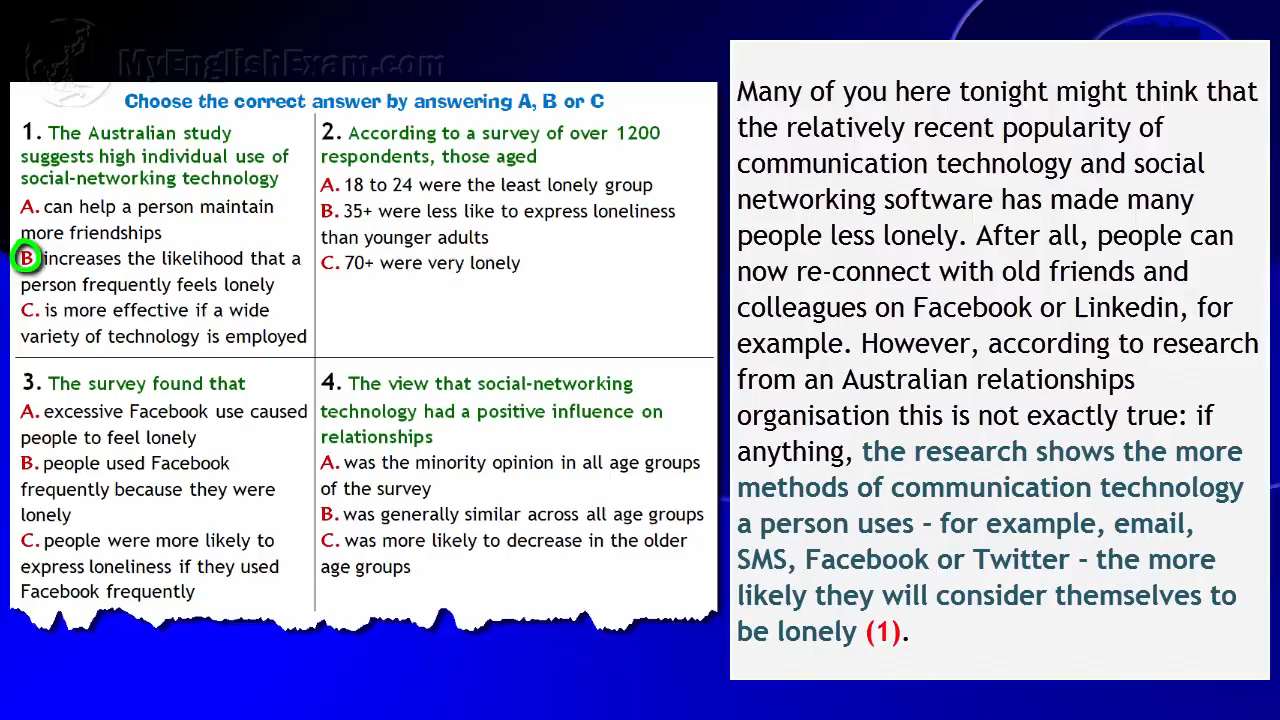 MyEnglishExam.com
Choose the correct answer by answering A, B or C
1. The Australian study
suggests high individual use of
social-networking technology
A. can help a person maintain
more friendships
B increases the likelihood that a
person frequently feels lonely
C. is more effective if a wide
variety of technology is employed
2. According to a survey of over 1200
respondents, those aged
A. 18 to 24 were the least lonely group
B. 35+ were less like to express loneliness
than younger adults
C. 70+ were very lonely
3. The survey found that
A. excessive Facebook use caused
people to feel lonely
B. people used Facebook
frequently because they were
lonely
C. people were more likely to
express loneliness if they used
Facebook frequently
4. The view that social-networking
technology had a positive influence on
relationships
A. was the minority opinion in all age groups
of the survey
B. was generally similar across all age groups
C. was more likely to decrease in the older
age groups
Many of you here tonight might think that
the relatively recent popularity of
communication technology and social
networking software has made many
people less lonely. After all, people can
now re-connect with old friends and
colleagues on Facebook or Linkedin, for
example. However, according to research
from an Australian relationships
organisation this is not exactly true: if
anything, the research shows the more
methods of communication technology
a person uses - for example, email,
SMS, Facebook or Twitter - the more
likely they will consider themselves to
be lonely (1).